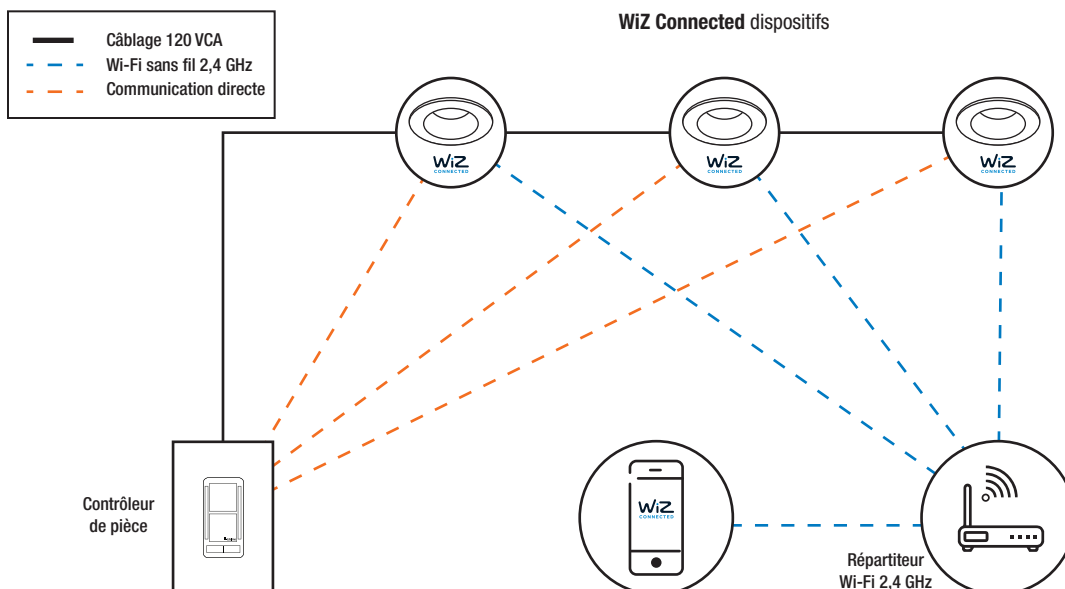 WiZ Connected dispositifs
Câblage 120 VCA
Wi-Fi sans fil 2,4 GHz
Communication directe
WiZ
CONNECTED
WiZ
CONNECTED
WiZ
CONNECTED
Contrôleur
de pièce
WiZ
CONNECTED
Répartiteur
Wi-Fi 2,4 GHz